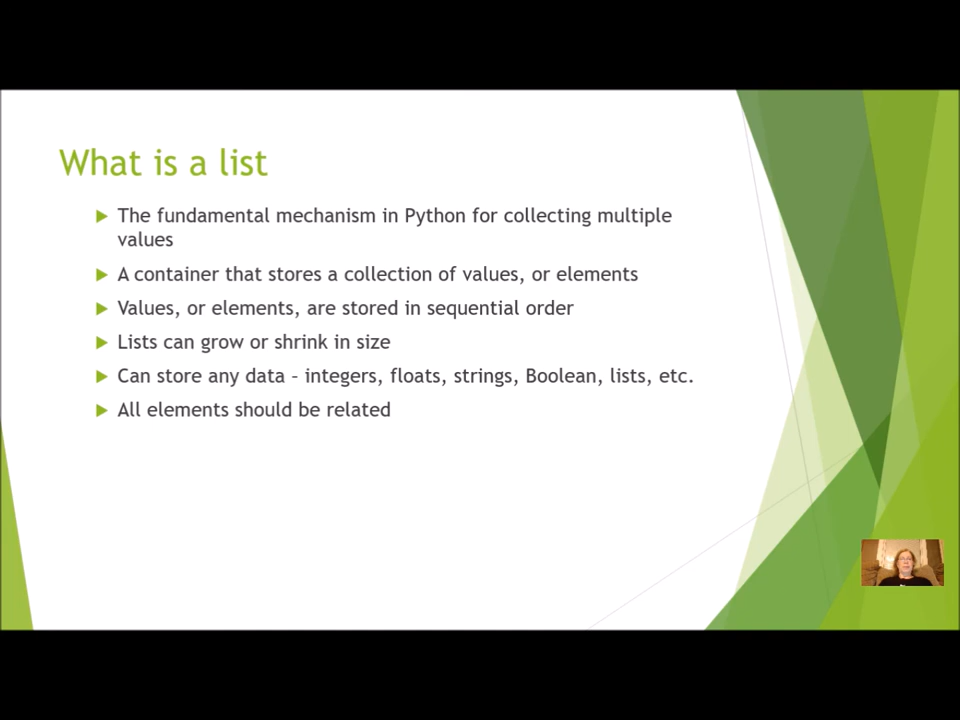 What is a list
The fundamental mechanism in Python for collecting multiple
values
A container that stores a collection of values, or elements
Values, or elements, are stored in sequential order
Lists can grow or shrink in size
Can store any data – integers, floats, strings, Boolean, lists, etc.
All elements should be related